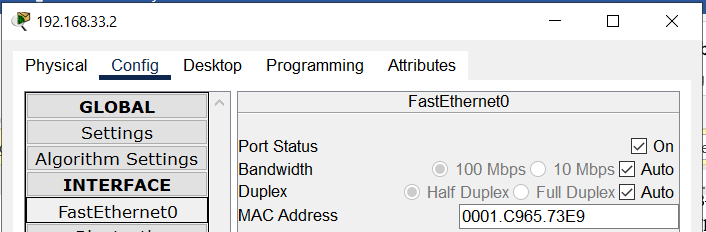 192.168.33.2
Physical Config Desktop Programming Attributes
GLOBAL
Settings
Algorithm Settings
INTERFACE
FastEthernet0
FastEthernet0
Port Status On
Bandwidth 100 Mbps 10 Mbps Auto
Duplex Half Duplex Full Duplex Auto
MAC Address 0001.C965.73E9